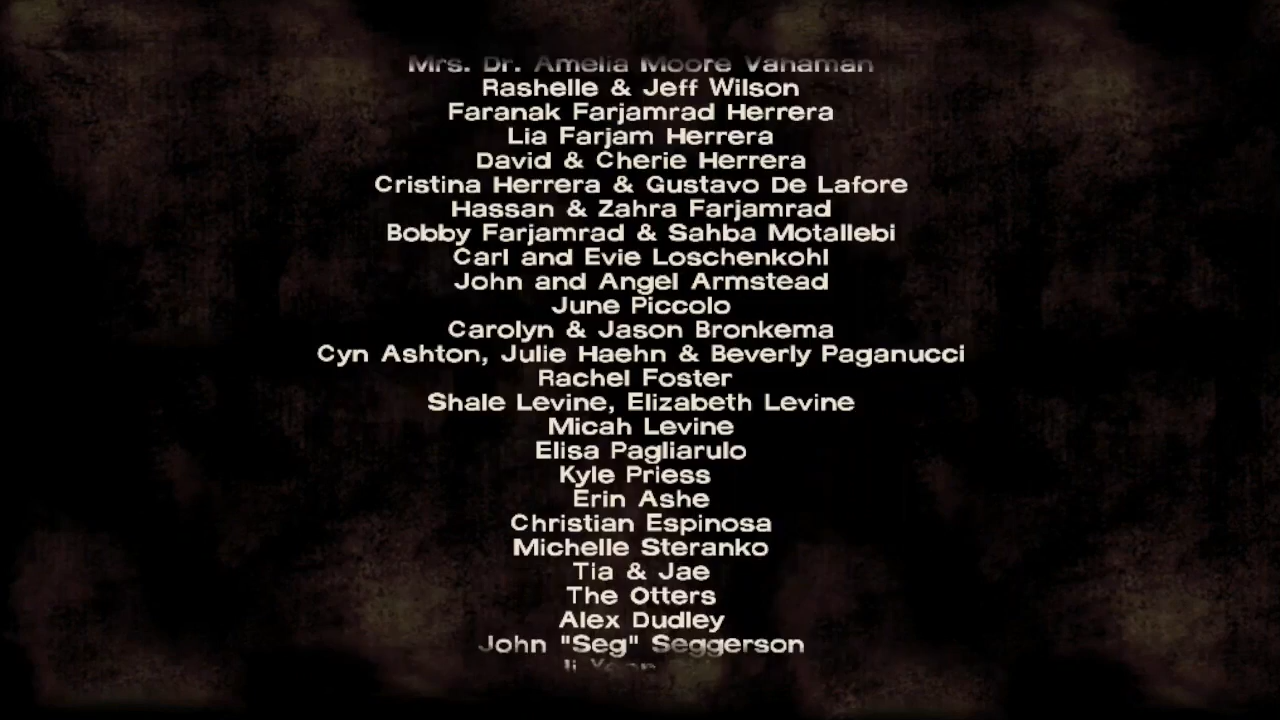 Mrs. Dr. Amelia Moore Vanaman
Rashelle & Jeff Wilson
Faranak Farjamrad Herrera
Lia Farjam Herrera
David & Cherie Herrera
Cristina Herrera & Gustavo De Lafore
Hassan & Zahra Farjamrad
Bobby Farjamrad & Sahba Motallebi
Carl and Evie Loschenkohl
John and Angel Armstead
June Piccolo
Carolyn & Jason Bronkema
Cyn Ashton, Julie Haehn & Beverly Paganucci
Rachel Foster
Shale Levine, Elizabeth Levine
Micah Levine
Elisa Pagliarulo
Kyle Priess
Erin Ashe
Christian Espinosa
Michelle Steranko
Tia & Jae
The Otters
Alex Dudley
John "Seg" Seggerson